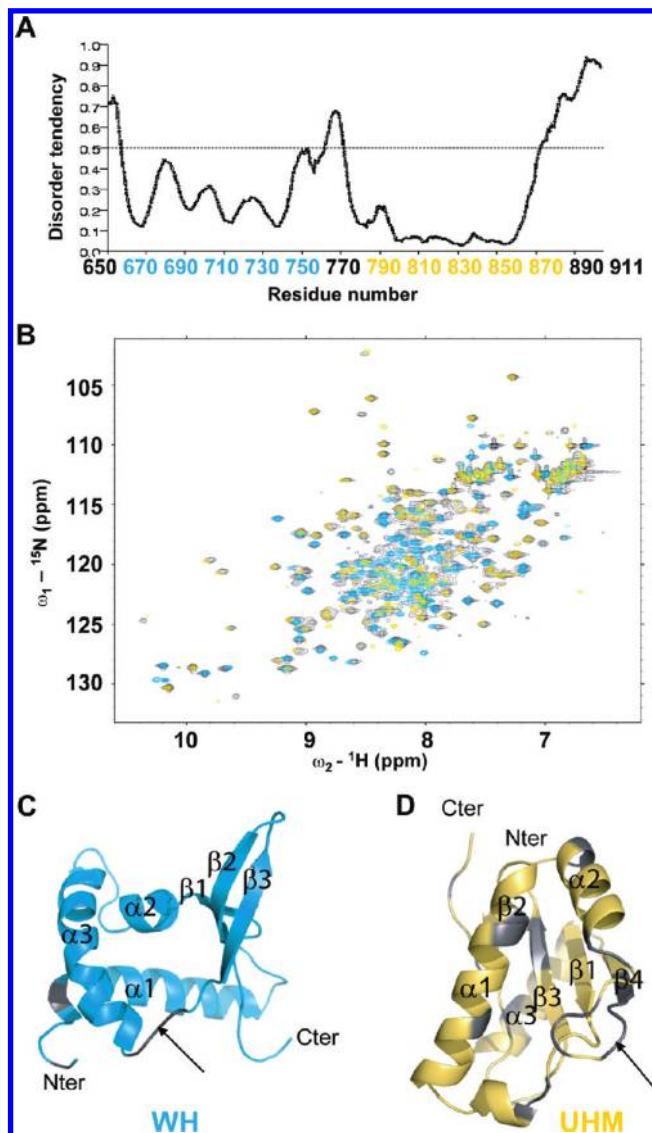 A
Disorder tendency
1.0
0.9
0.8
0.7
0.6
0.5
0.4
0.3
0.2
0.1
0.0
650 670 690 710 730 750 770 790 810 830 850 870 890 911
Residue number
B
ω1 – 15N (ppm)
105
110
115
120
125
130
10 9 8 7
ω2 - 1H (ppm)
C
α3
α2
β1
β2
β3
α1
Nter
Cter
WH
D
Cter
Nter
β2
α2
α1
α3
β3
β1
β4
UHM